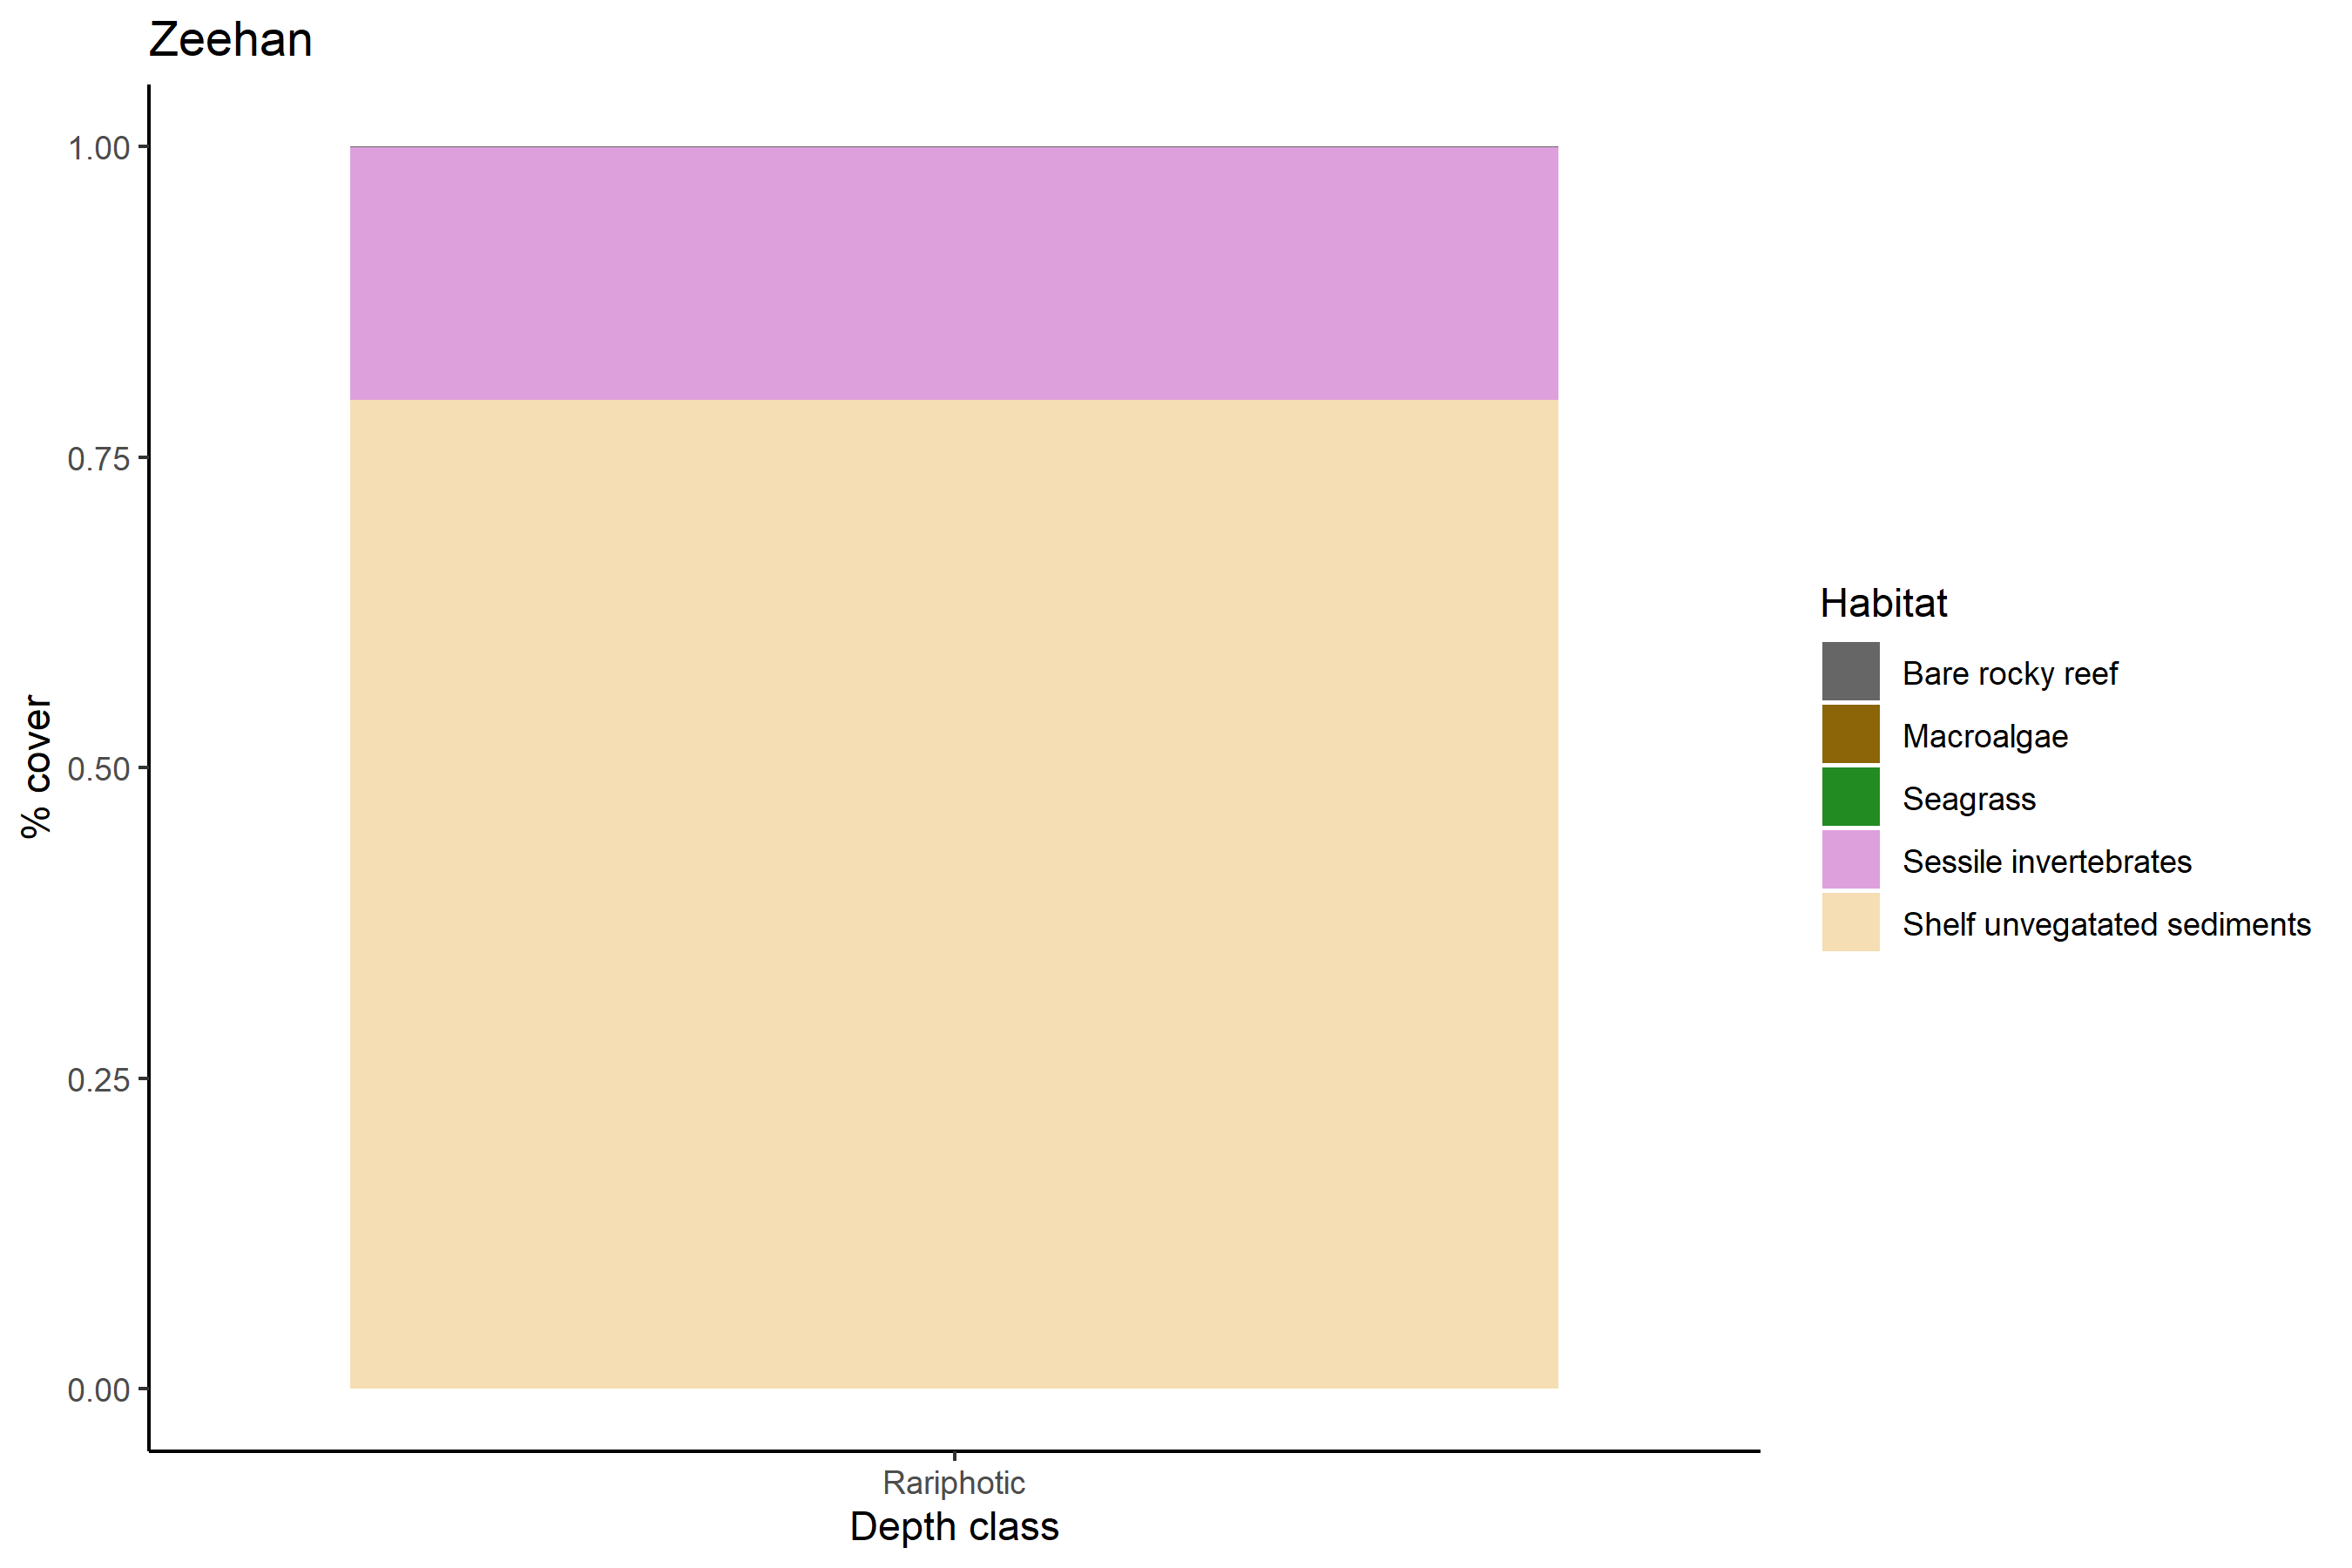 Zeehan
1.00
0.75
0.50
0.25
0.00
% cover
Rariphotic
Depth class
Habitat
Bare rocky reef
Macroalgae
Seagrass
Sessile invertebrates
Shelf unvegatated sediments